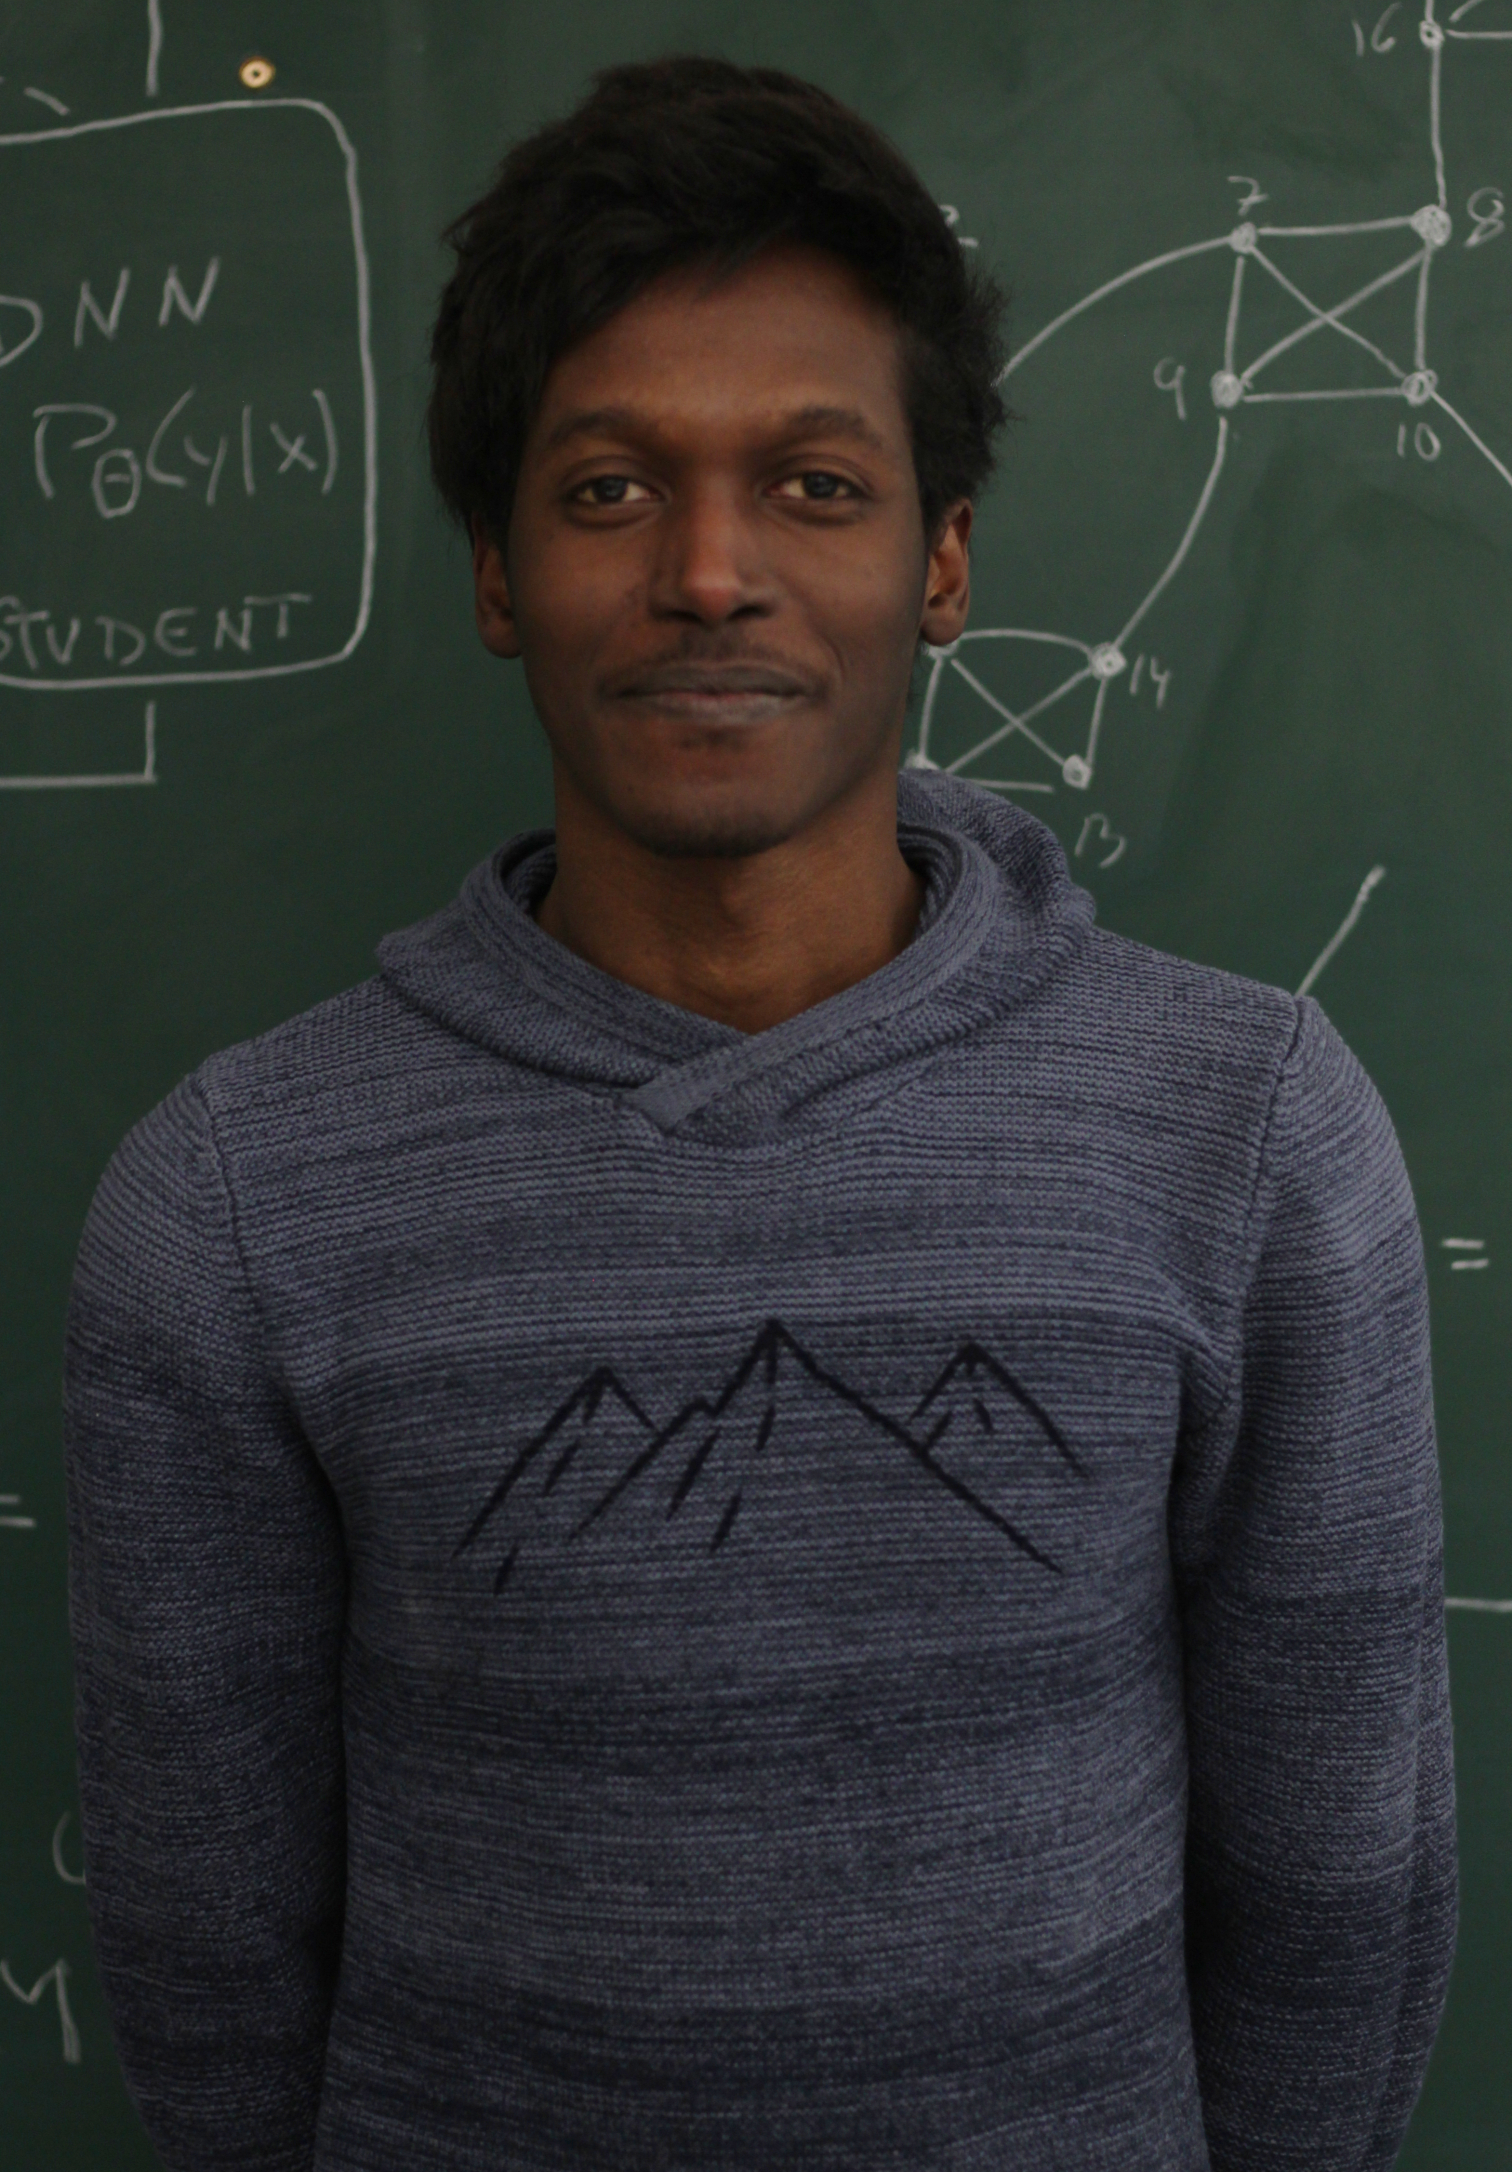 DNN
Pθ(y|x)
STUDENT
16
7
8
9
10
14
13
=
=
y